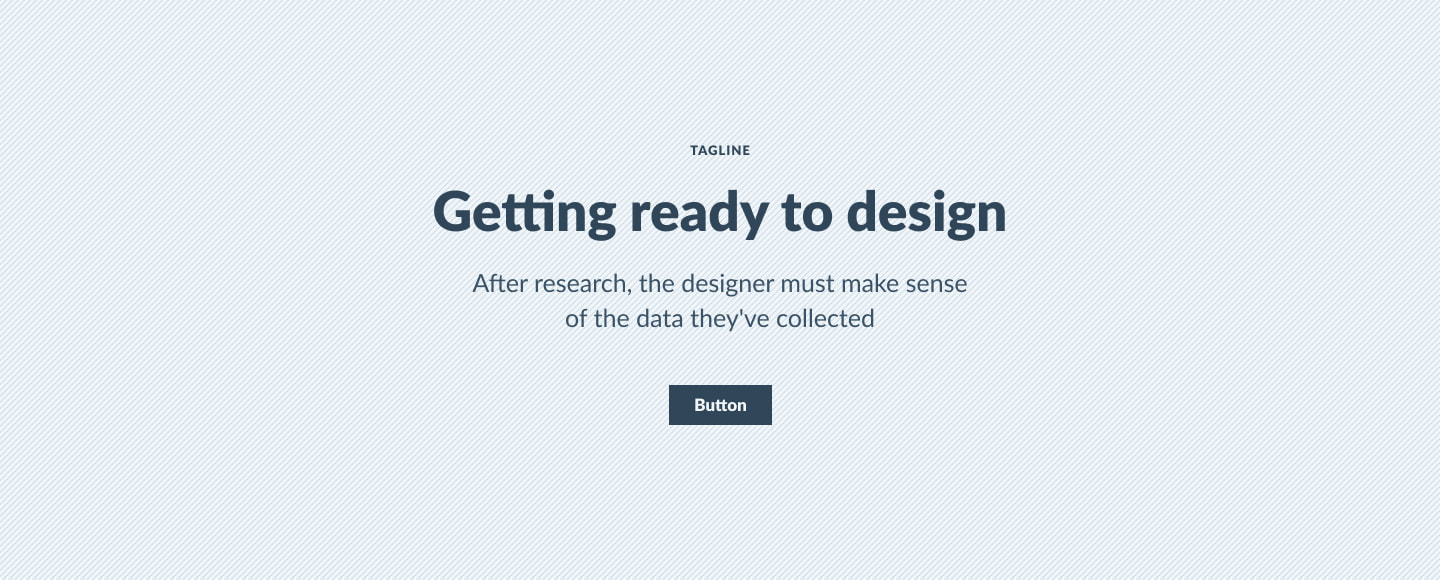 TAGLINE
Getting ready to design
After research, the designer must make sense
of the data they've collected
Button